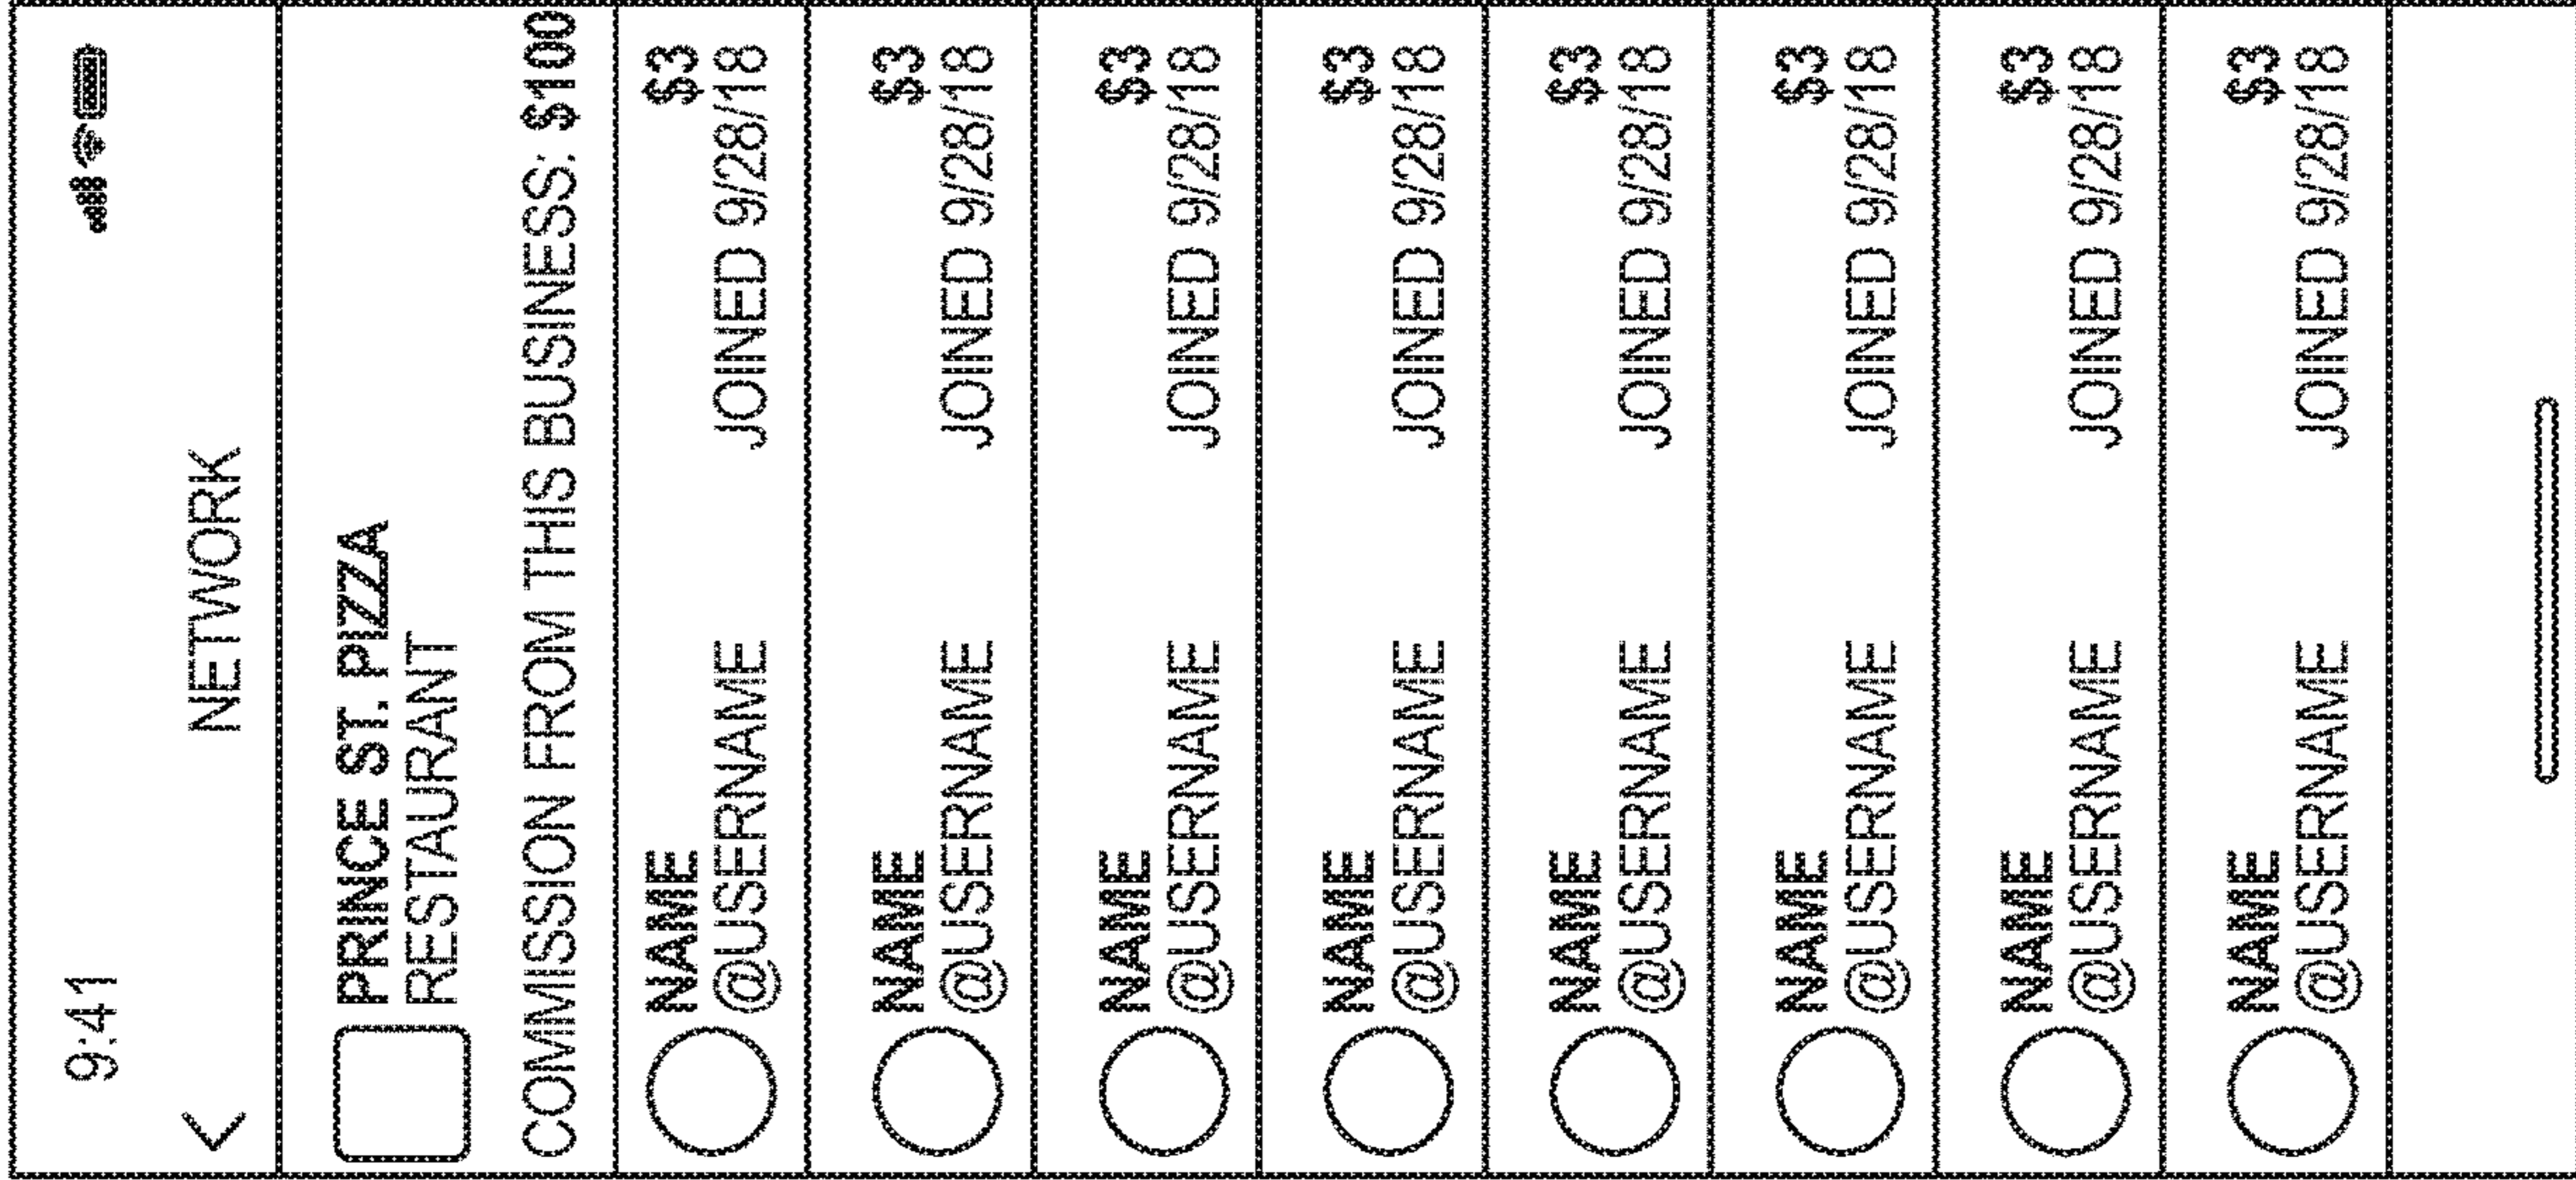 9:41
NETWORK
PRINCE ST. PIZZA
RESTAURANT
COMMISSION FROM THIS BUSINESS: $100
NAME $3
@USERNAME JOINED 9/28/18
NAME $3
@USERNAME JOINED 9/28/18
NAME $3
@USERNAME JOINED 9/28/18
NAME $3
@USERNAME JOINED 9/28/18
NAME $3
@USERNAME JOINED 9/28/18
NAME $3
@USERNAME JOINED 9/28/18
NAME $3
@USERNAME JOINED 9/28/18
NAME $3
@USERNAME JOINED 9/28/18